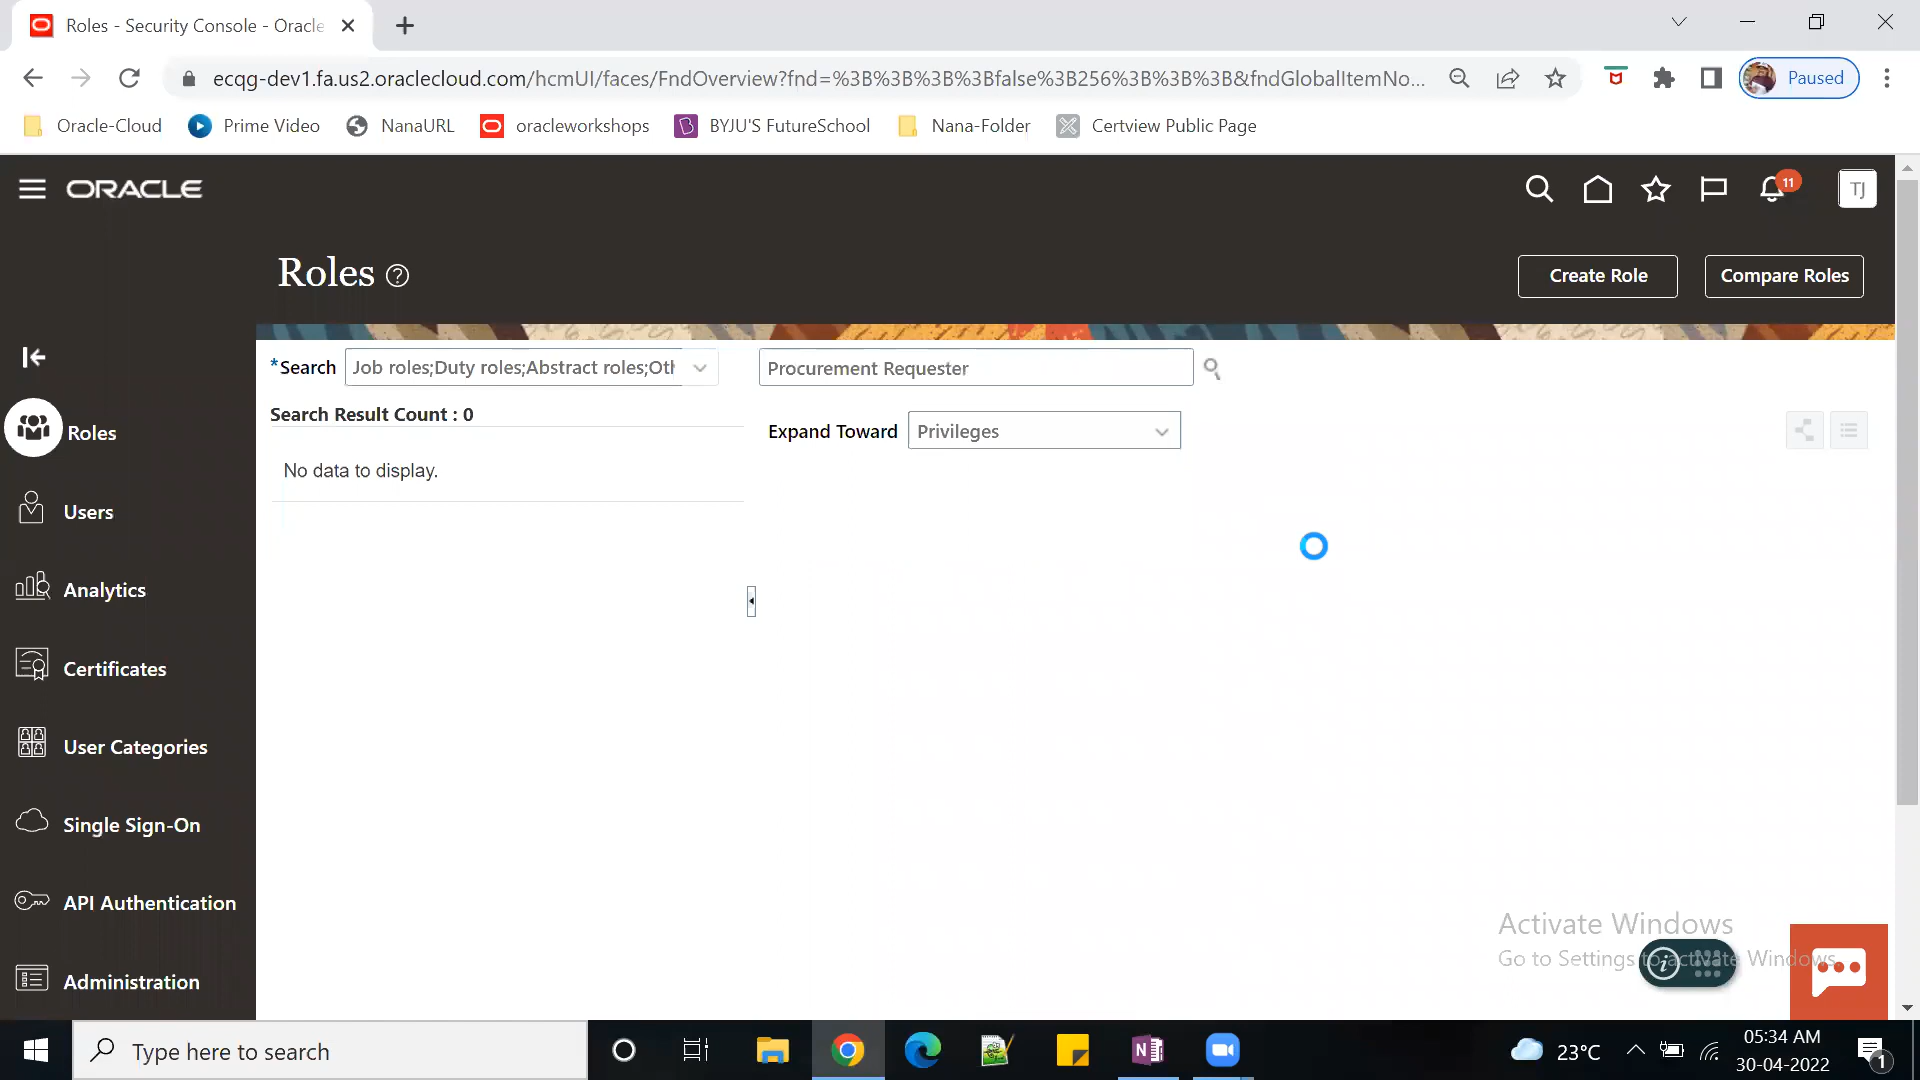 Roles - Security Console - Oracle
ecqg-dev1.fa.us2.oraclecloud.com/hcmUI/faces/FndOverview?fnd=%3B%3B%3B%3Bfalse%3B256%3B%3B%3B&fndGlobalItemNo...
Paused
Oracle-Cloud
Prime Video
NanaURL
oracleworkshops
BYJU'S FutureSchool
Nana-Folder
Certview Public Page
ORACLE
11
TJ
Roles
Create Role
Compare Roles
*Search
Job roles;Duty roles;Abstract roles;Oth
Procurement Requester
Search Result Count : 0
Expand Toward
Privileges
No data to display.
Roles
Users
Analytics
Certificates
User Categories
Single Sign-On
API Authentication
Administration
Activate Windows
Go to Settings to activate Windows.
Type here to search
23°C
05:34 AM
30-04-2022
1